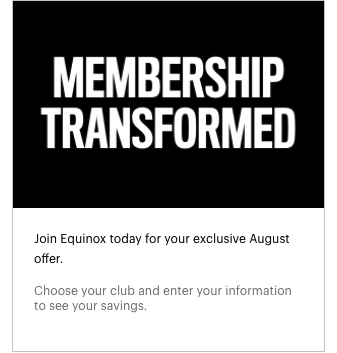 MEMBERSHIP
TRANSFORMED
Join Equinox today for your exclusive August
offer.
Choose your club and enter your information
to see your savings.